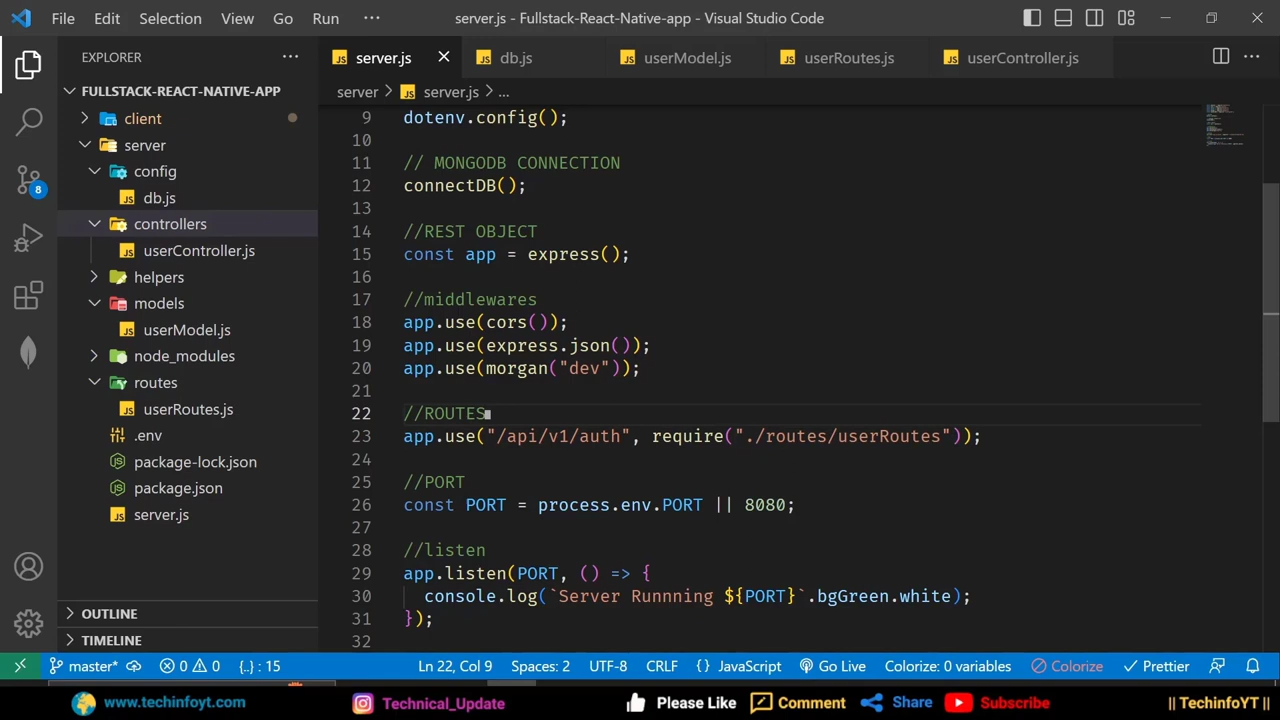 File Edit Selection View Go Run ··· server.js - Fullstack-React-Native-app - Visual Studio Code
EXPLORER ···
FULLSTACK-REACT-NATIVE-APP
client
server
config
db.js
controllers
userController.js
helpers
models
userModel.js
node_modules
routes
userRoutes.js
.env
package-lock.json
package.json
server.js
OUTLINE
TIMELINE
8
server.js db.js userModel.js userRoutes.js userController.js ···
server > server.js > ...
9 dotenv.config();
10
11 // MONGODB CONNECTION
12 connectDB();
13
14 //REST OBJECT
15 const app = express();
16
17 //middlewares
18 app.use(cors());
19 app.use(express.json());
20 app.use(morgan("dev"));
21
22 //ROUTES
23 app.use("/api/v1/auth", require("./routes/userRoutes"));
24
25 //PORT
26 const PORT = process.env.PORT || 8080;
27
28 //listen
29 app.listen(PORT, () => {
30 console.log(`Server Runnning ${PORT}`.bgGreen.white);
31 });
32
master* 0 0 {..} : 15 Ln 22, Col 9 Spaces: 2 UTF-8 CRLF {} JavaScript Go Live Colorize: 0 variables Colorize Prettier
www.techinfoyt.com Technical_Update Please Like Comment Share Subscribe || TechinfoYT ||